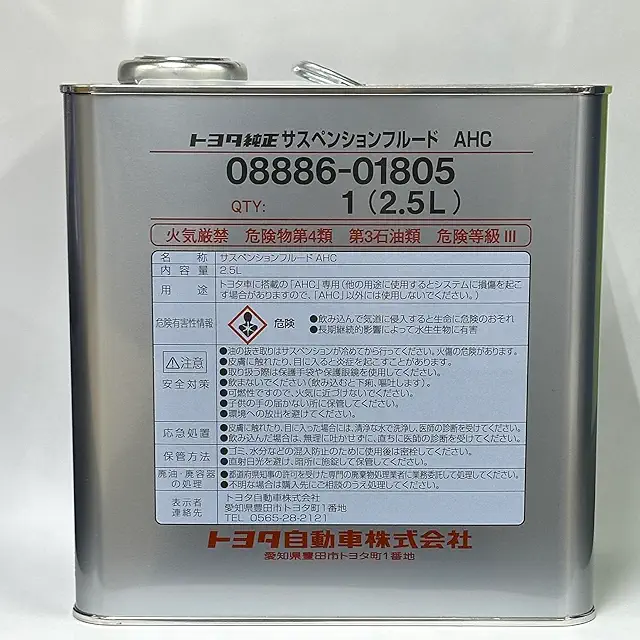 トヨタ純正 サスペンションフルード AHC
08886-01805
QTY: 1 (2.5L)
火気厳禁 危険物第4類 第3石油類 危険等級 III
名称 サスペンションフルード AHC
内容量 2.5L
用途 トヨタ車に搭載の「AHC」専用(他の用途に使用するとシステムに損傷を起こ
す場合がありますので、「AHC」以外には使用しないでください。)
危険有害性情報 危険 ●飲み込んで気道に侵入すると生命に危険のおそれ
●長期継続的影響によって水生生物に有害
⚠注意
安全対策
●油の抜き取りはサスペンションが冷めてから行ってください。火傷の危険があります。
●皮膚に触れたり、目に入ると炎症を起こすことがあります。
●取り扱う際は保護手袋や保護眼鏡を使用してください。
●飲まないでください(飲み込むと下痢、嘔吐します)。
●可燃性ですので、火気に近づけないでください。
●子供の手の届かない所に保管してください。
●環境への放出を避けてください。
応急処置 ●皮膚に触れたり、目に入った場合には、清浄な水で洗浄し、医師の診断を受けてください。
●飲み込んだ場合は、無理に吐かせずに、直ちに医師の診断を受けてください。
保管方法 ●ゴミ、水分などの混入防止のために使用後は密栓してください。
●直射日光を避け、暗所に施錠して保管してください。
廃油・廃容器
の処理
●都道府県知事の許可を受けた専門の廃棄物処理業者に業務委託して処理してください。
●不明な場合は購入先にご相談のうえ処理してください。
表示者
連絡先
トヨタ自動車株式会社
愛知県豊田市トヨタ町1番地
TEL 0565-28-2121
トヨタ自動車株式会社
愛知県豊田市トヨタ町1番地